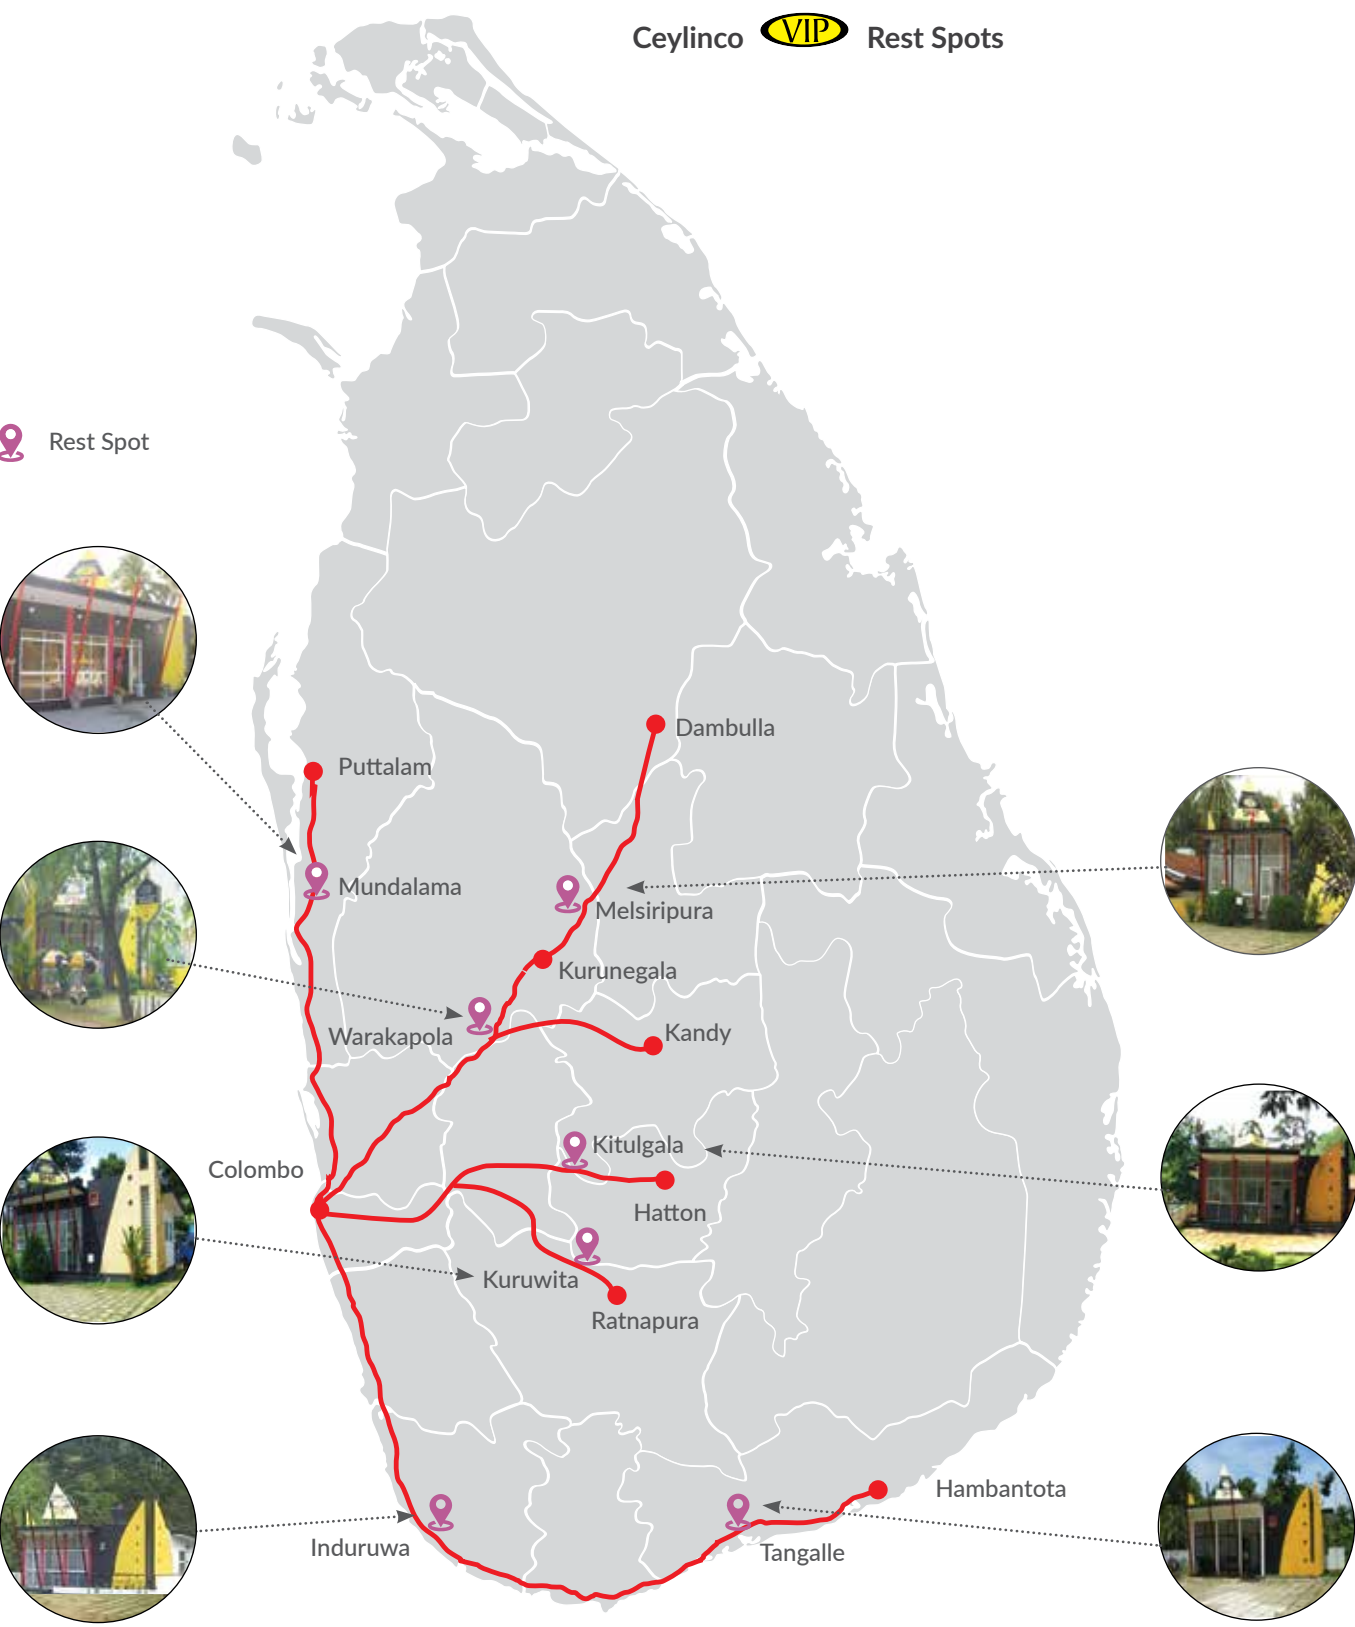 Ceylinco VIP Rest Spots
Rest Spot
Dambulla
Puttalam
Mundalama
Melsiripura
Kurunegala
Warakapola
Kandy
Kitulgala
Colombo
Hatton
Kuruwita
Ratnapura
Hambantota
Induruwa
Tangalle